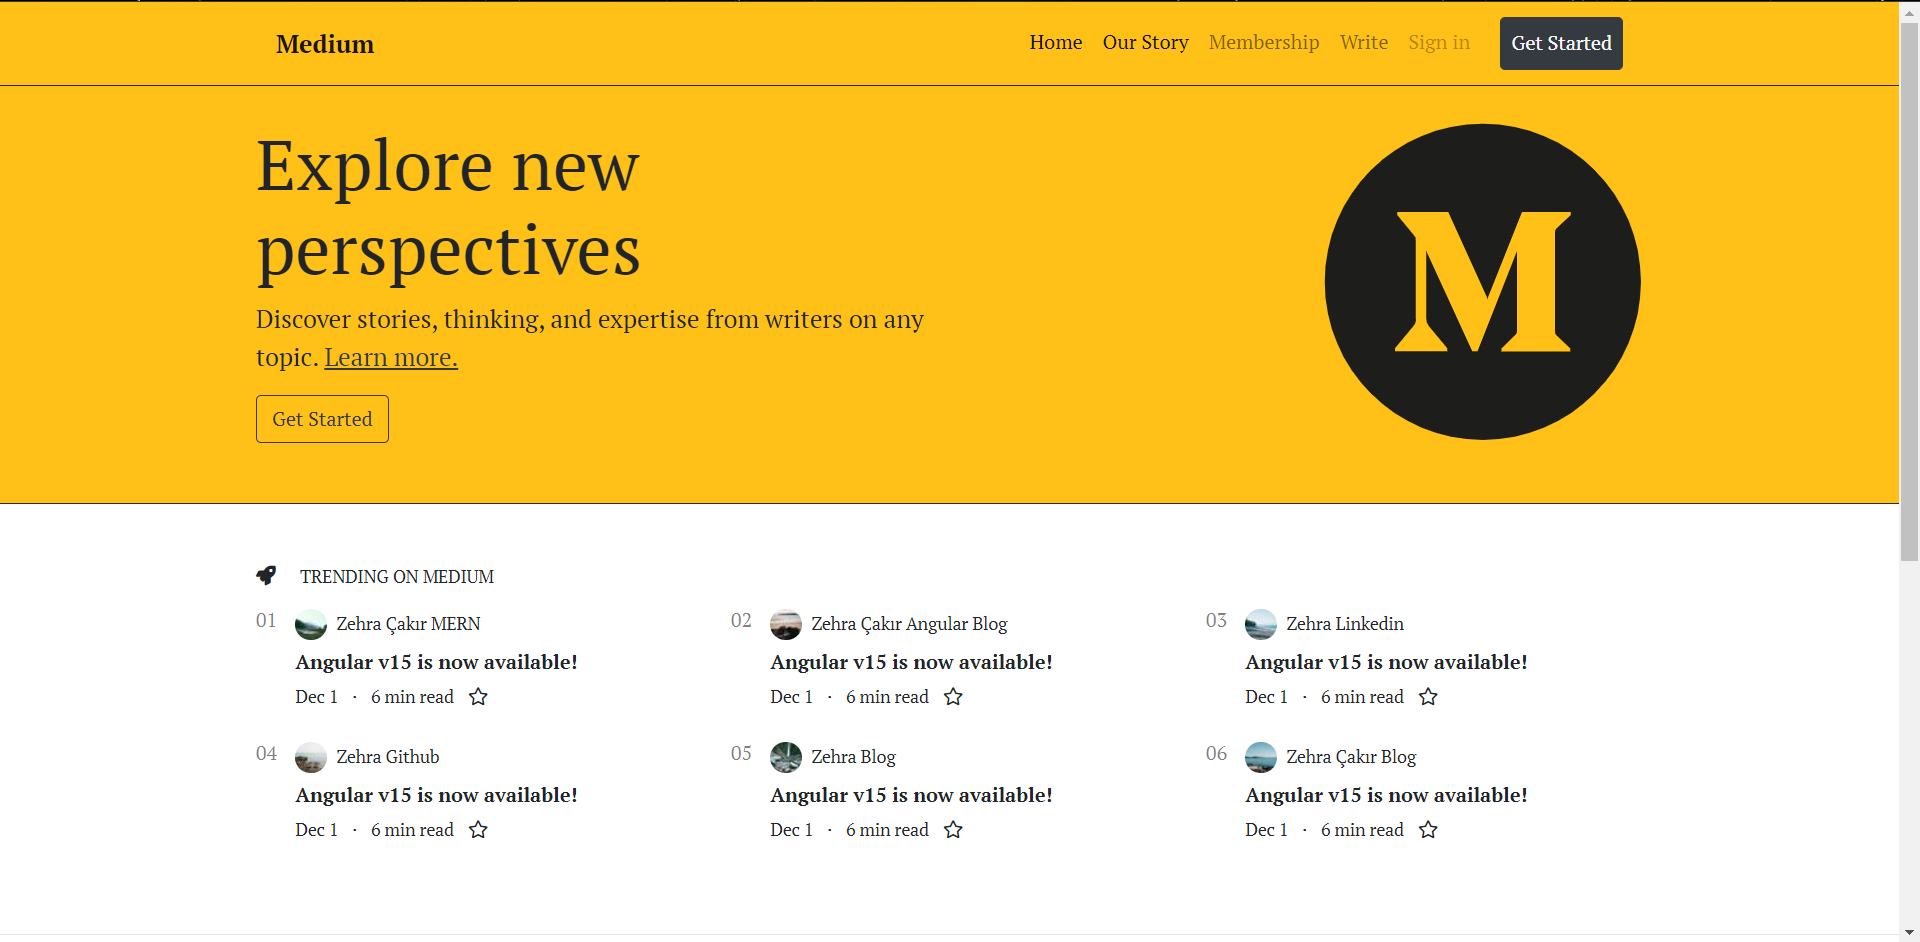 Medium
Home Our Story Membership Write Sign in Get Started
Explore new
perspectives
M
Discover stories, thinking, and expertise from writers on any
topic. Learn more.
Get Started
TRENDING ON MEDIUM
01 Zehra Çakır MERN
Angular v15 is now available!
Dec 1 · 6 min read
02 Zehra Çakır Angular Blog
Angular v15 is now available!
Dec 1 · 6 min read
03 Zehra Linkedin
Angular v15 is now available!
Dec 1 · 6 min read
04 Zehra Github
Angular v15 is now available!
Dec 1 · 6 min read
05 Zehra Blog
Angular v15 is now available!
Dec 1 · 6 min read
06 Zehra Çakır Blog
Angular v15 is now available!
Dec 1 · 6 min read